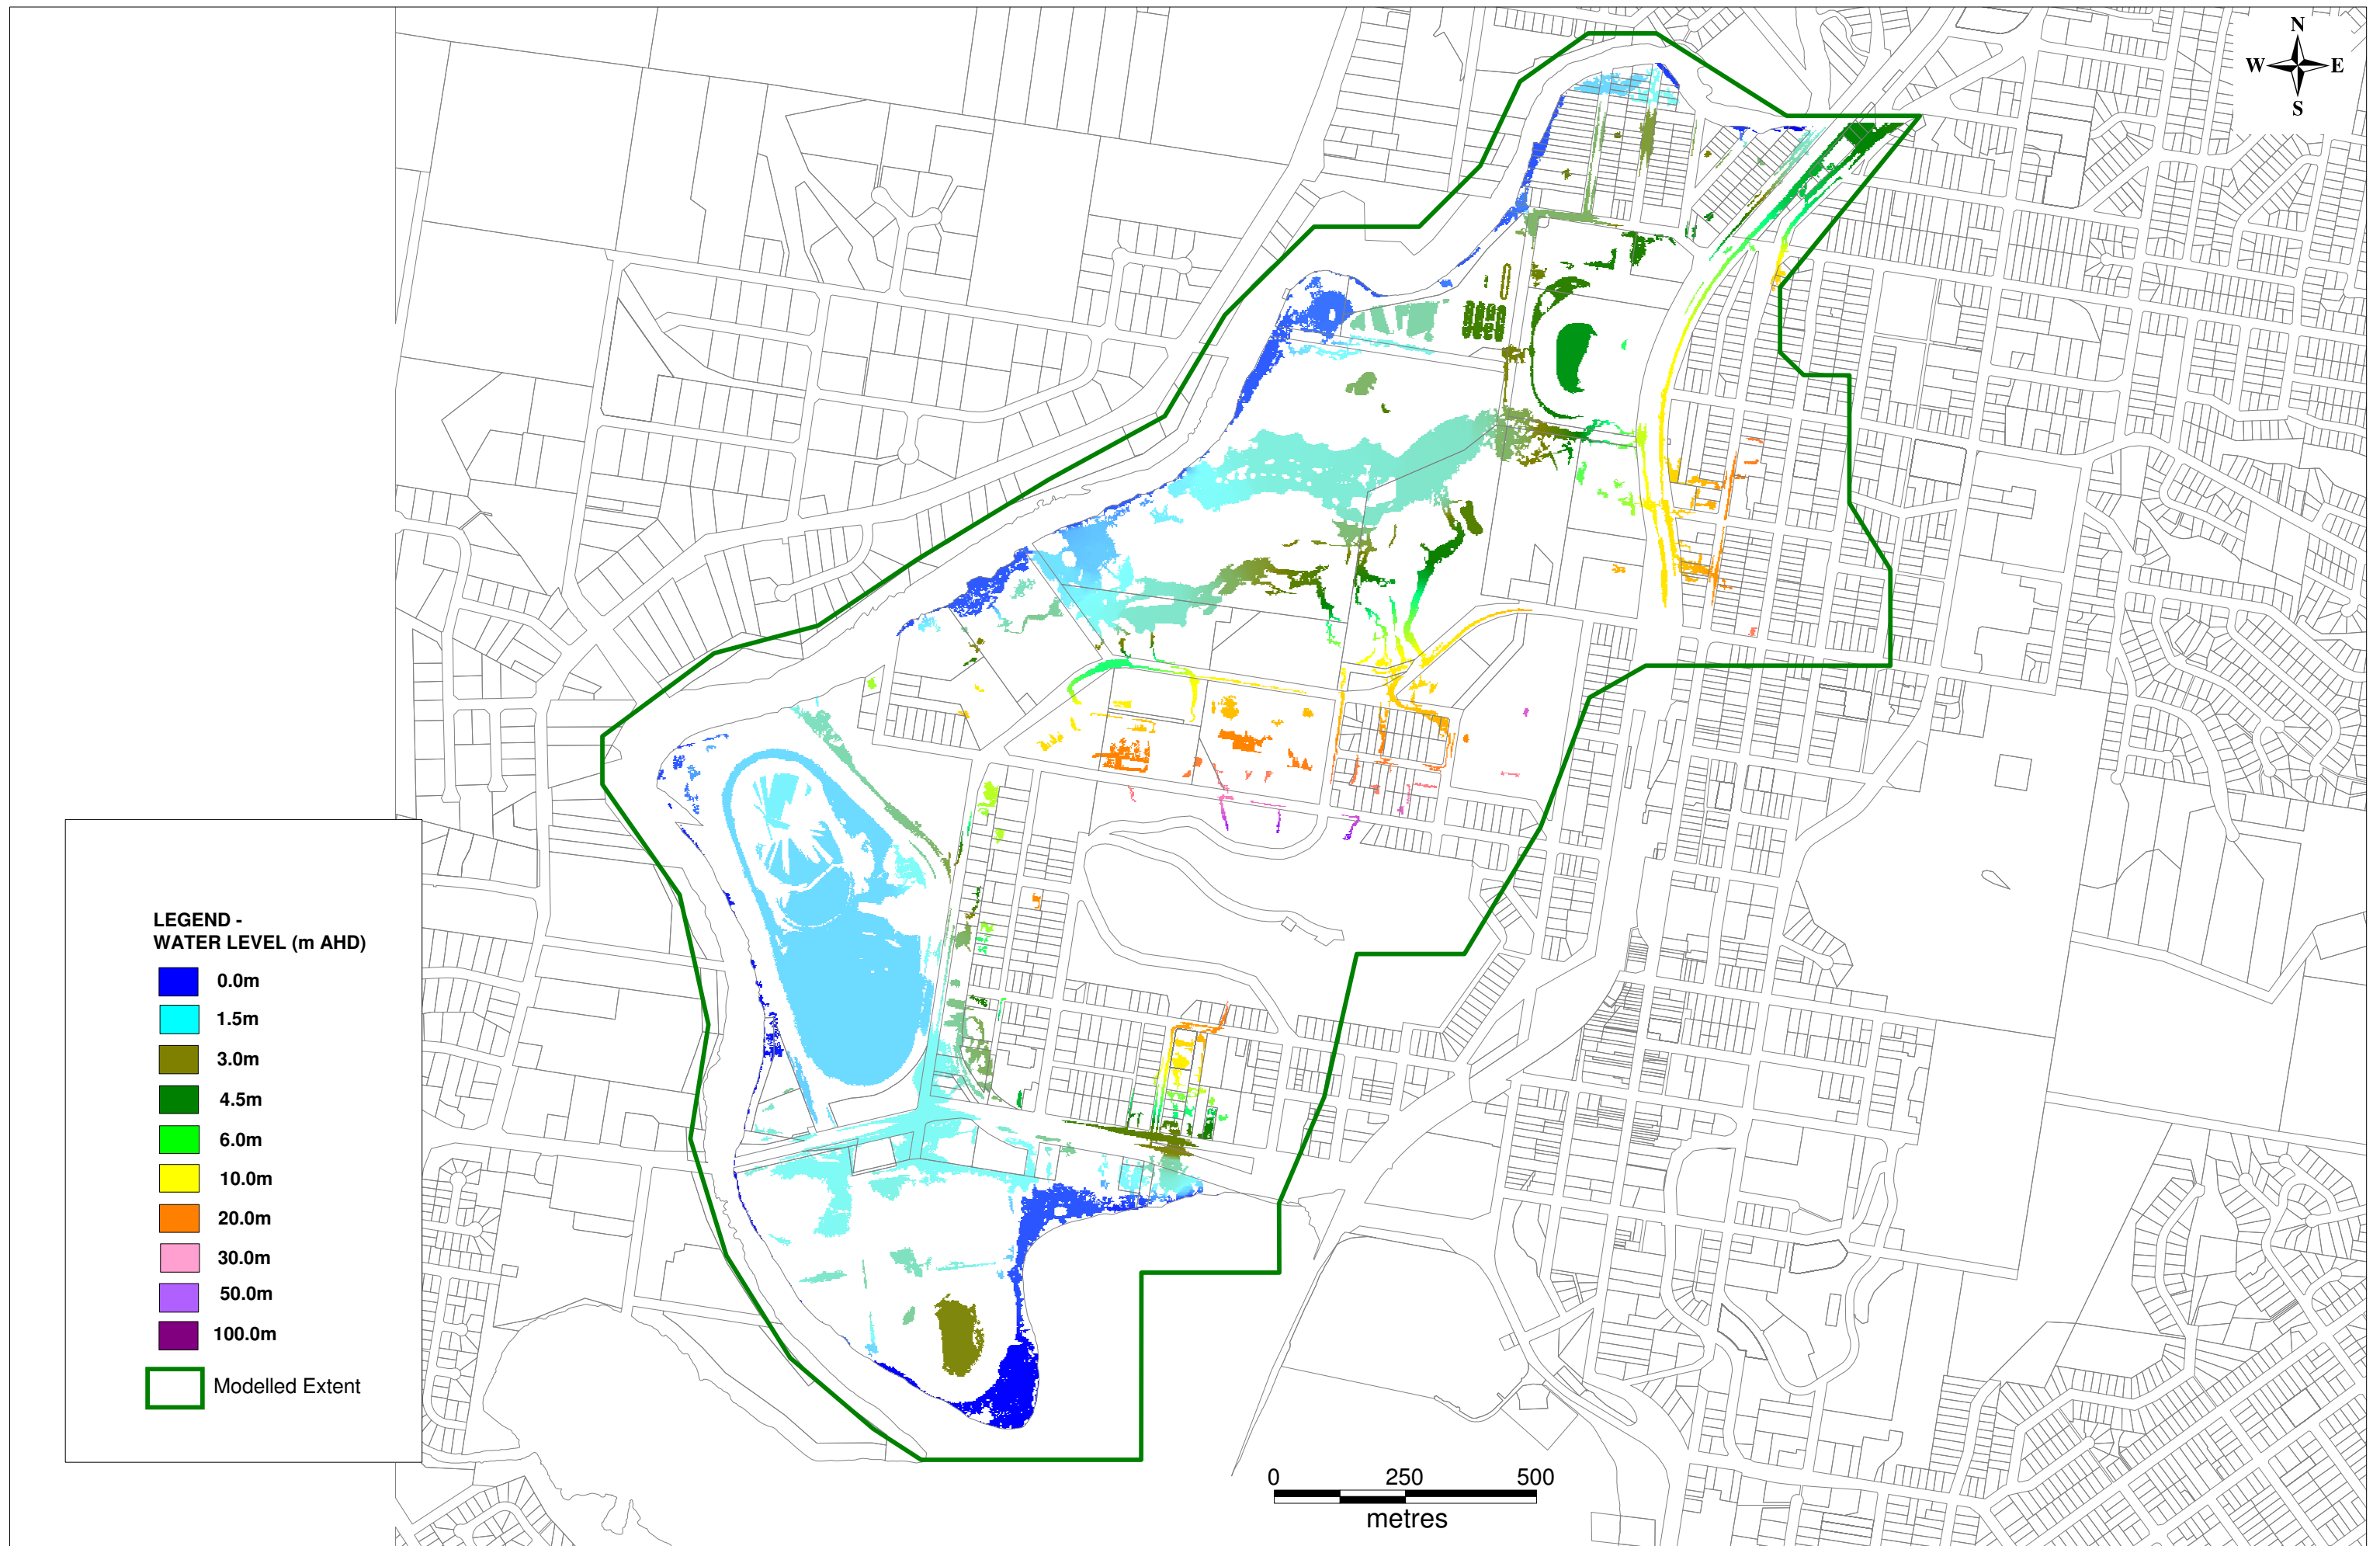 N
W E
S
LEGEND -
WATER LEVEL (m AHD)
0.0m
1.5m
3.0m
4.5m
6.0m
10.0m
20.0m
30.0m
50.0m
100.0m
Modelled Extent
0 250 500
metres